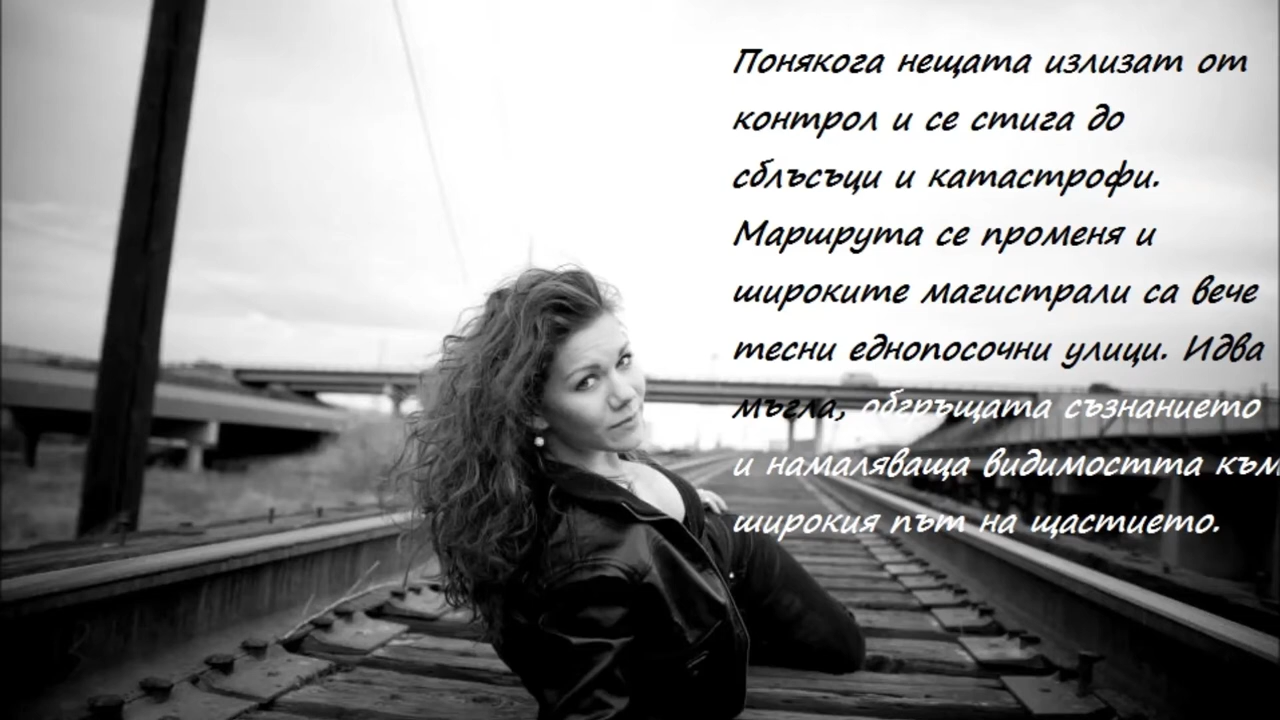 Понякога нещата излизат от
контрол и се стига до
сблъсъци и катастрофи.
Маршрута се променя и
широките магистрали са вече
тесни еднопосочни улици. Идва
мъгла, обгръщата съзнанието
и намаляваща видимостта към
широкия път на щастието.